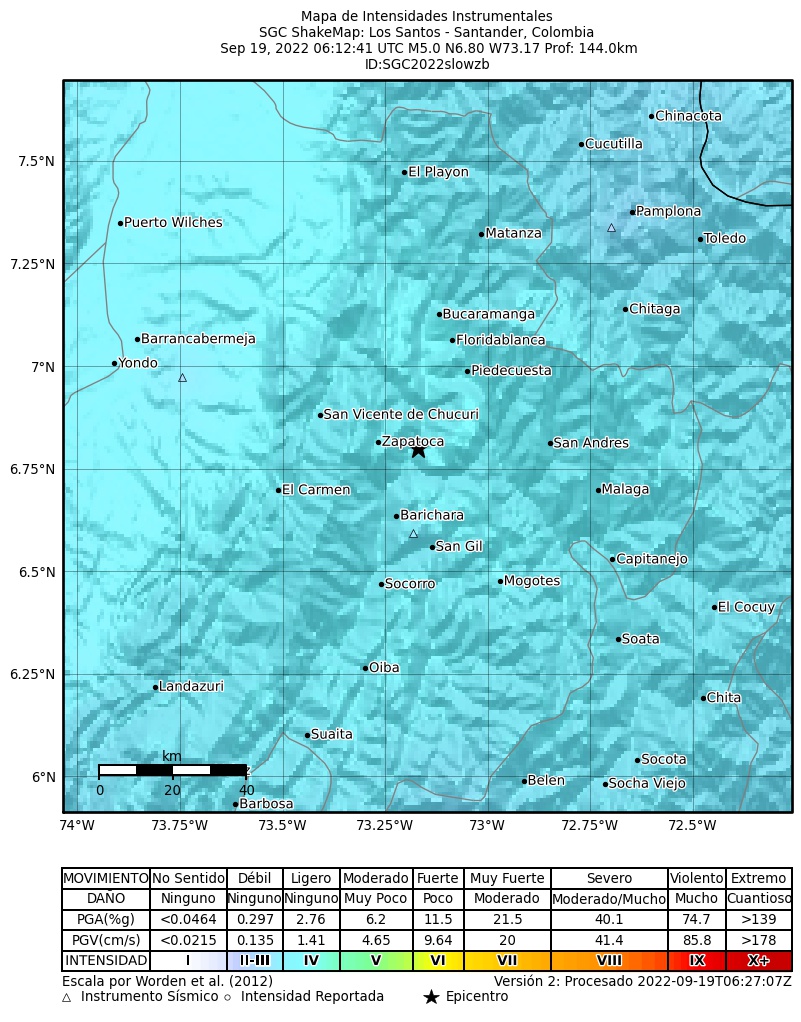 Mapa de Intensidades Instrumentales
SGC ShakeMap: Los Santos - Santander, Colombia
Sep 19, 2022 06:12:41 UTC M5.0 N6.80 W73.17 Prof: 144.0km
ID:SGC2022slowzb
Chinacota
Cucutilla
7.5°N
El Playon
Pamplona
Puerto Wilches
Matanza
Toledo
7.25°N
Chitaga
Bucaramanga
Barrancabermeja
Floridablanca
Yondo
7°N
Piedecuesta
San Vicente de Chucuri
Zapatoca
San Andres
6.75°N
El Carmen
Malaga
Barichara
San Gil
Capitanejo
6.5°N
Socorro
Mogotes
El Cocuy
Soata
Oiba
6.25°N
Landazuri
Chita
Suaita
km
Socota
6°N
Belen
Socha Viejo
0 20 40
Barbosa
74°W 73.75°W 73.5°W 73.25°W 73°W 72.75°W 72.5°W
MOVIMIENTO No Sentido Débil Ligero Moderado Fuerte Muy Fuerte Severo Violento Extremo
DAÑO Ninguno Ninguno Ninguno Muy Poco Poco Moderado Moderado/Mucho Mucho Cuantioso
PGA(%g) <0.0464 0.297 2.76 6.2 11.5 21.5 40.1 74.7 >139
PGV(cm/s) <0.0215 0.135 1.41 4.65 9.64 20 41.4 85.8 >178
INTENSIDAD I II-III IV V VI VII VIII IX X+
Escala por Worden et al. (2012) Versión 2: Procesado 2022-09-19T06:27:07Z
△ Instrumento Sísmico ○ Intensidad Reportada ★ Epicentro